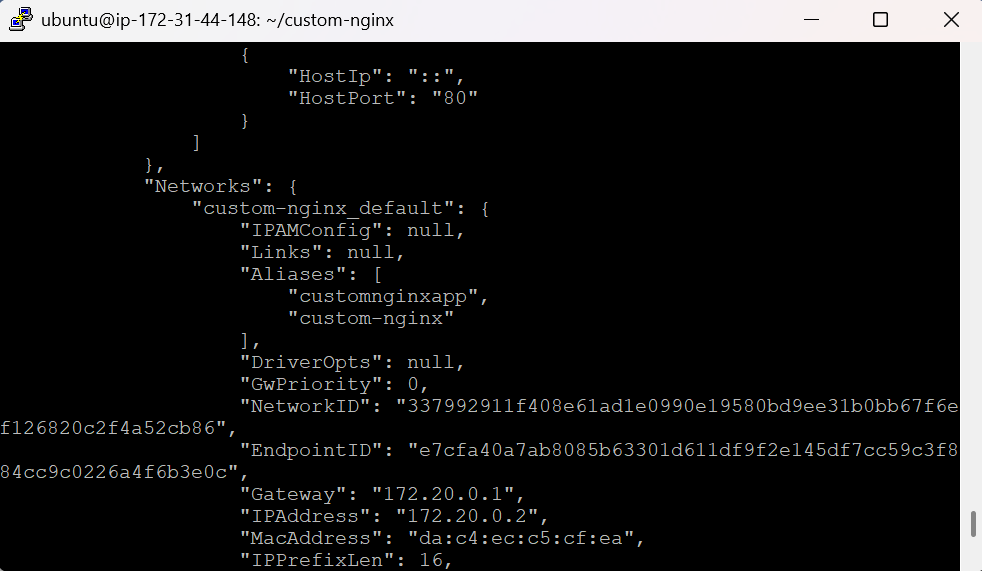 ubuntu@ip-172-31-44-148: ~/custom-nginx
{
"HostIp": "::",
"HostPort": "80"
}
]
},
"Networks": {
"custom-nginx_default": {
"IPAMConfig": null,
"Links": null,
"Aliases": [
"customnginxapp",
"custom-nginx"
],
"DriverOpts": null,
"GwPriority": 0,
"NetworkID": "337992911f408e61ad1e0990e19580bd9ee31b0bb67f6e
f126820c2f4a52cb86",
"EndpointID": "e7cfa40a7ab8085b63301d611df9f2e145df7cc59c3f8
84cc9c0226a4f6b3e0c",
"Gateway": "172.20.0.1",
"IPAddress": "172.20.0.2",
"MacAddress": "da:c4:ec:c5:cf:ea",
"IPPrefixLen": 16,